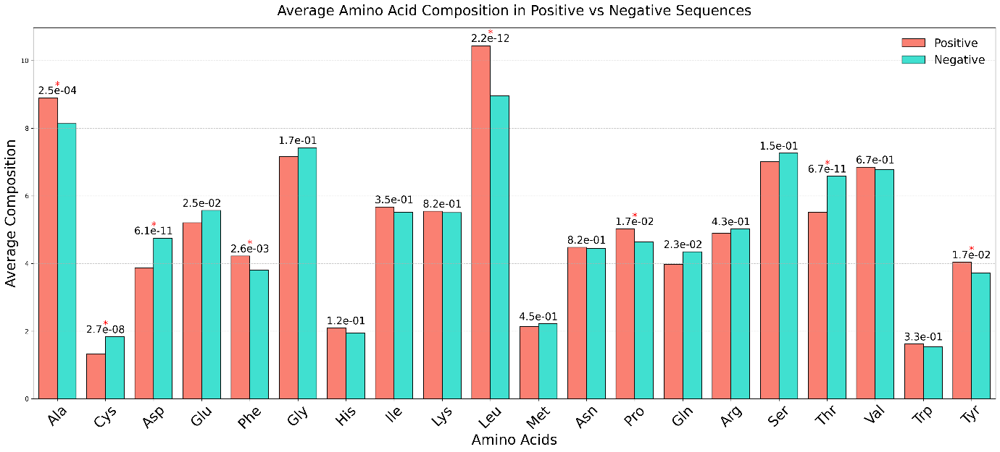 Average Amino Acid Composition in Positive vs Negative Sequences
Positive
Negative
Average Composition
10
8
6
4
2
0
*
2.5e-04
*
2.7e-08
*
6.1e-11
2.5e-02
*
2.6e-03
1.7e-01
1.2e-01
3.5e-01
8.2e-01
*
2.2e-12
4.5e-01
8.2e-01
*
1.7e-02
2.3e-02
4.3e-01
1.5e-01
*
6.7e-11
6.7e-01
3.3e-01
*
1.7e-02
Ala
Cys
Asp
Glu
Phe
Gly
His
Ile
Lys
Leu
Met
Asn
Pro
Gln
Arg
Ser
Thr
Val
Trp
Tyr
Amino Acids